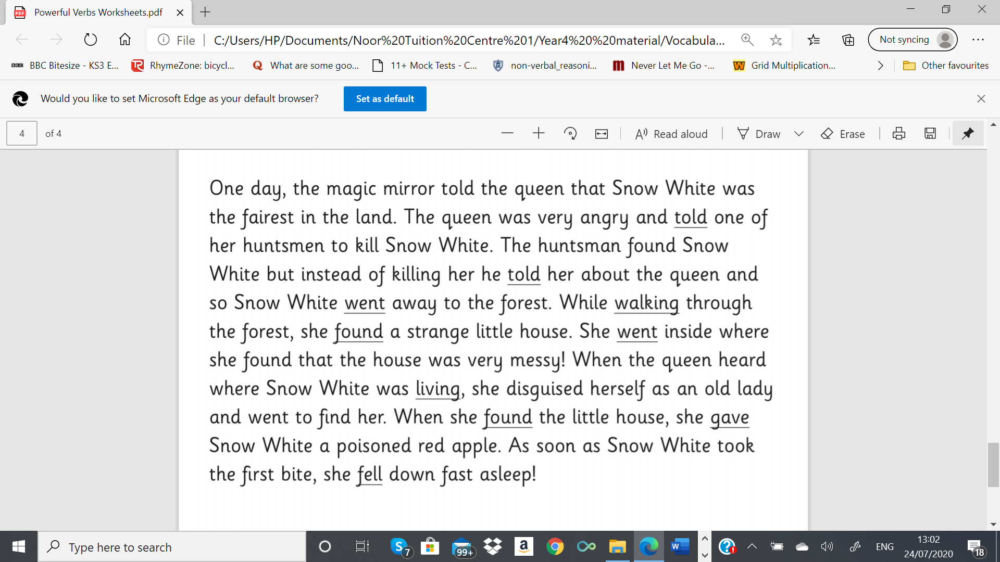 Powerful Verbs Worksheets.pdf
File
C:/Users/HP/Documents/Noor%20Tuition%20Centre%201/Year4%20%20material/Vocabula...
Not syncing
BBC Bitesize - KS3 E...
RhymeZone: bicycl...
What are some goo...
11+ Mock Tests - C...
non-verbal_reasoni...
Never Let Me Go -...
Grid Multiplication...
Other favourites
Would you like to set Microsoft Edge as your default browser?
Set as default
4 of 4
Read aloud
Draw
Erase
One day, the magic mirror told the queen that Snow White was
the fairest in the land. The queen was very angry and told one of
her huntsmen to kill Snow White. The huntsman found Snow
White but instead of killing her he told her about the queen and
so Snow White went away to the forest. While walking through
the forest, she found a strange little house. She went inside where
she found that the house was very messy! When the queen heard
where Snow White was living, she disguised herself as an old lady
and went to find her. When she found the little house, she gave
Snow White a poisoned red apple. As soon as Snow White took
the first bite, she fell down fast asleep!
Type here to search
7
99+
ENG
13:02
24/07/2020
18